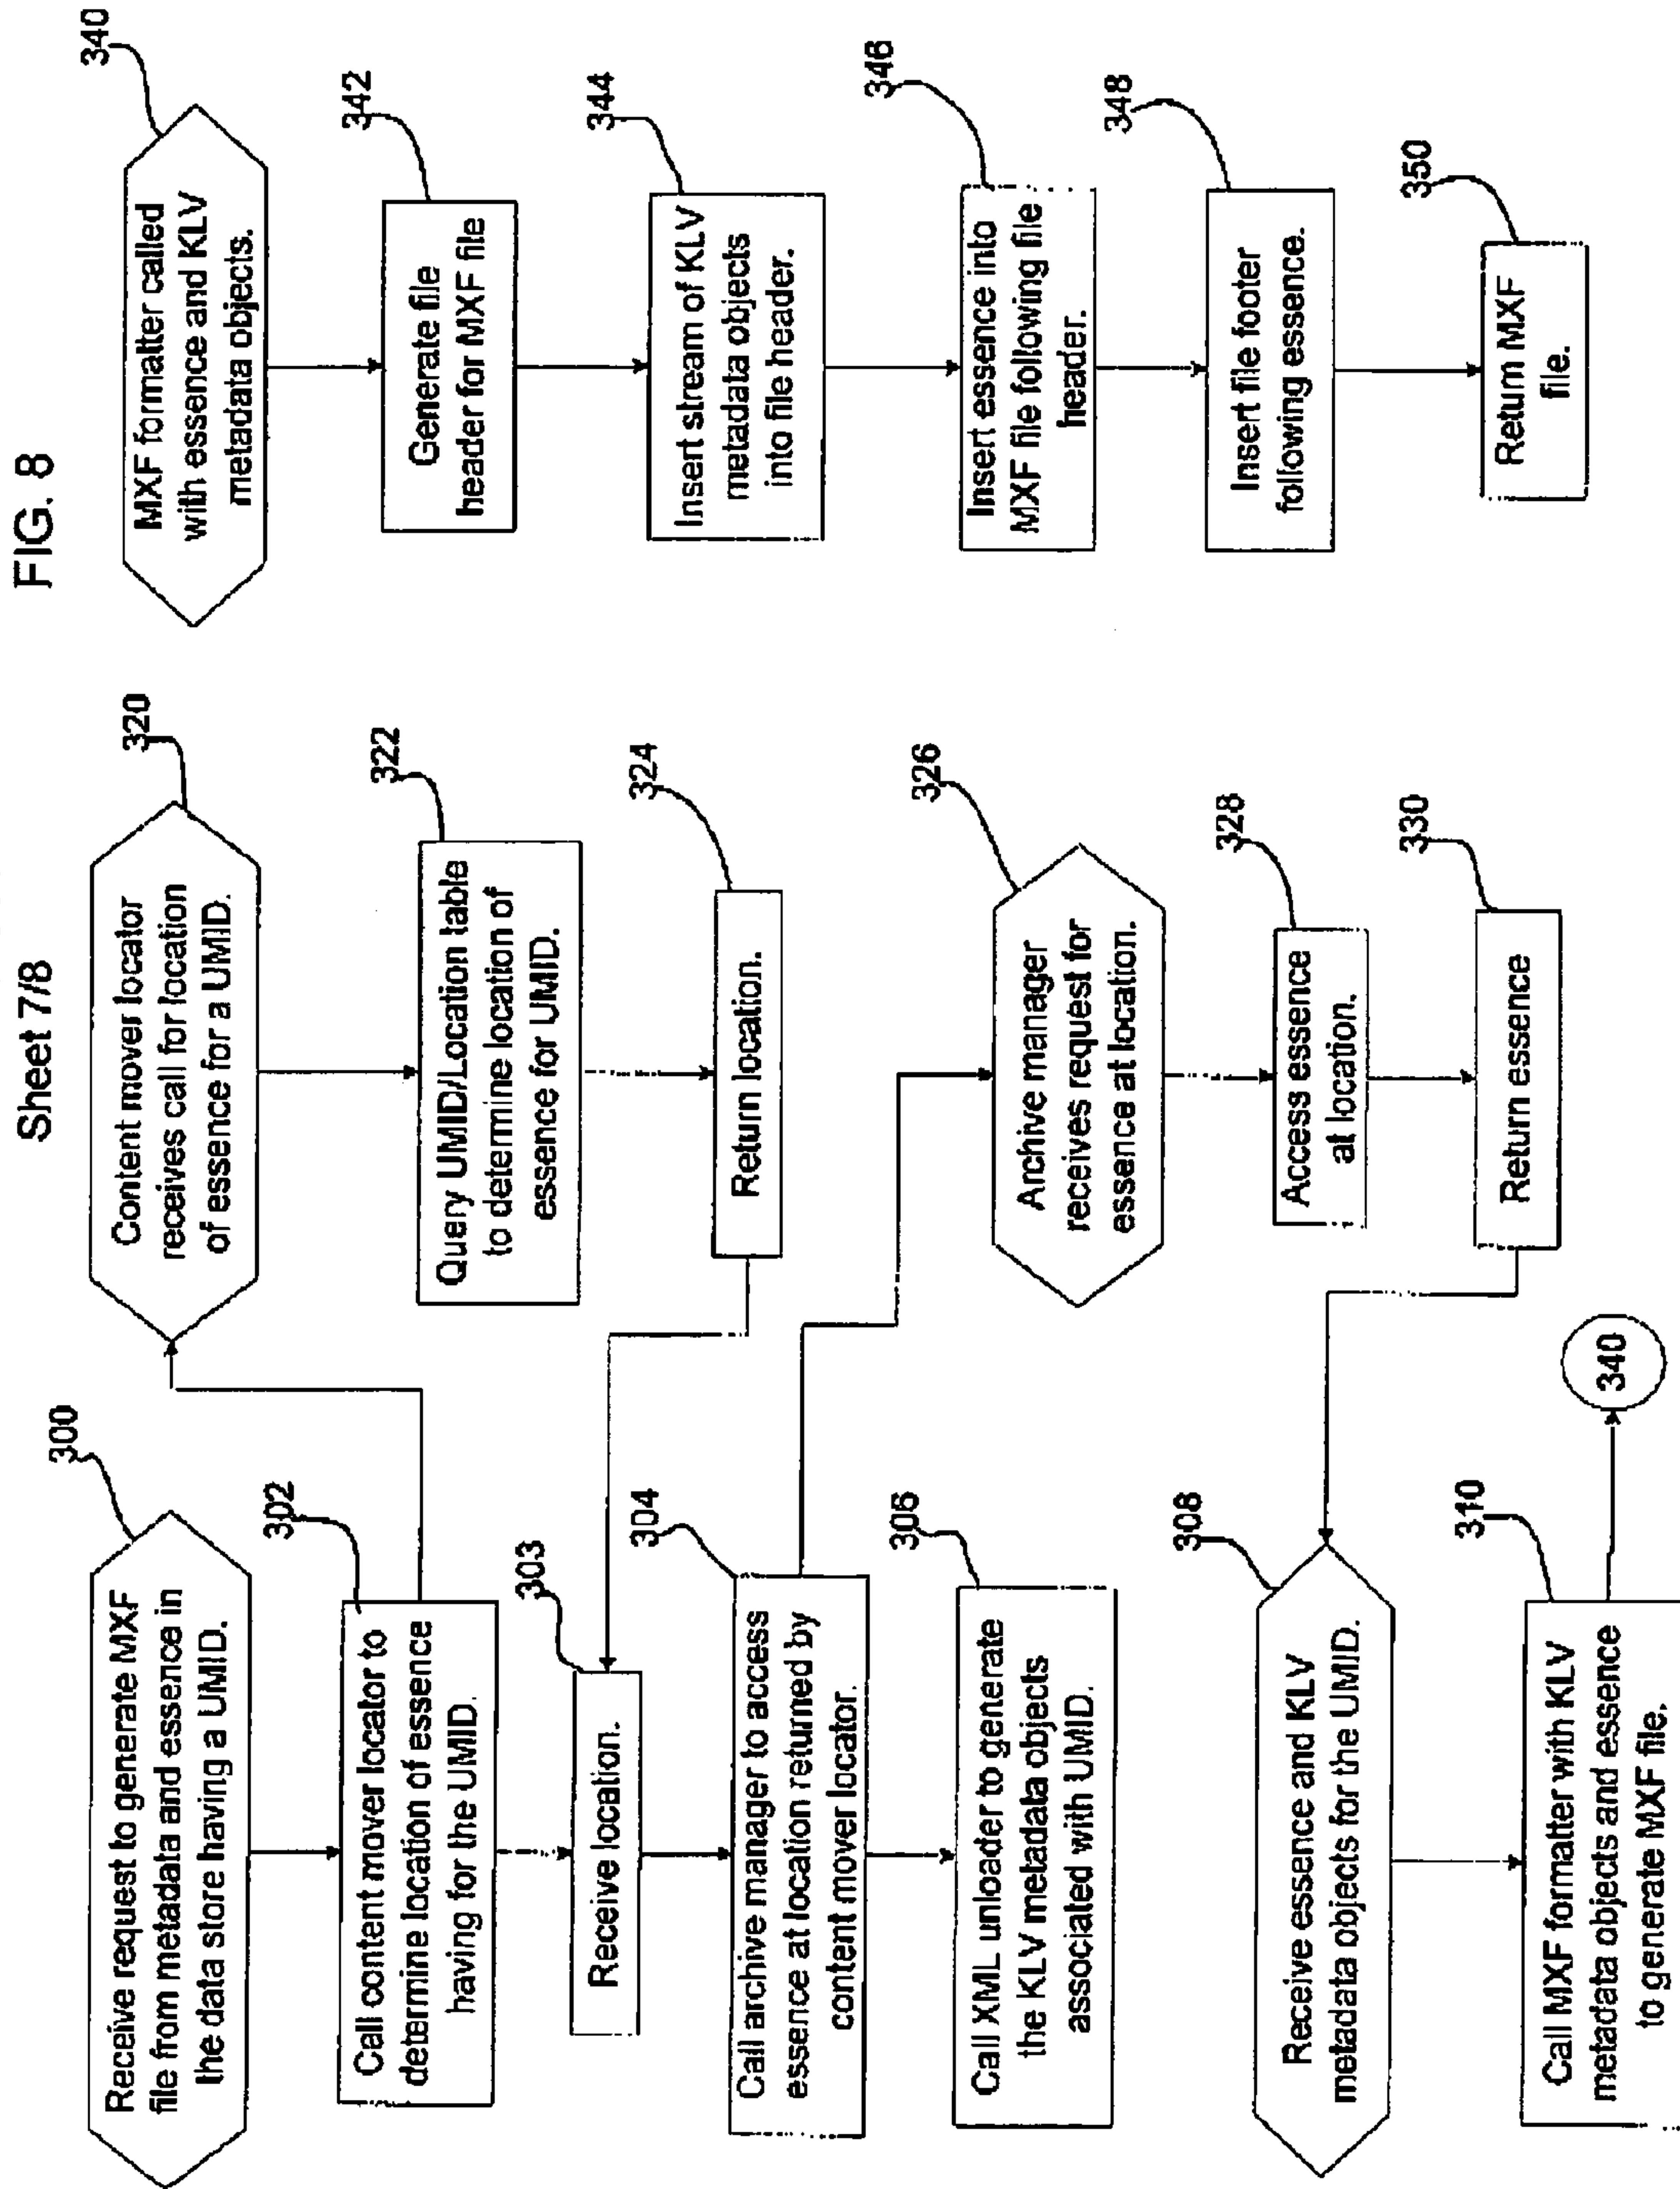 Sheet 7/8
FIG. 8
300
Receive request to generate MXF
file from metadata and essence in
the data store having a UMID.
302
Call content mover locator to
determine location of essence
having for the UMID.
303
Receive location.
304
Call archive manager to access
essence at location returned by
content mover locator.
306
Call XML unloader to generate
the KLV metadata objects
associated with UMID.
308
Receive essence and KLV
metadata objects for the UMID.
310
Call MXF formatter with KLV
metadata objects and essence
to generate MXF file.
340
320
Content mover locator
receives call for location
of essence for a UMID.
322
Query UMID/Location table
to determine location of
essence for UMID.
324
Return location.
326
Archive manager
receives request for
essence at location.
328
Access essence
at location.
330
Return essence
340
MXF formatter called
with essence and KLV
metadata objects.
342
Generate file
header for MXF file
344
Insert stream of KLV
metadata objects
into file header.
346
Insert essence into
MXF file following file
header.
348
Insert file footer
following essence.
350
Return MXF
file.